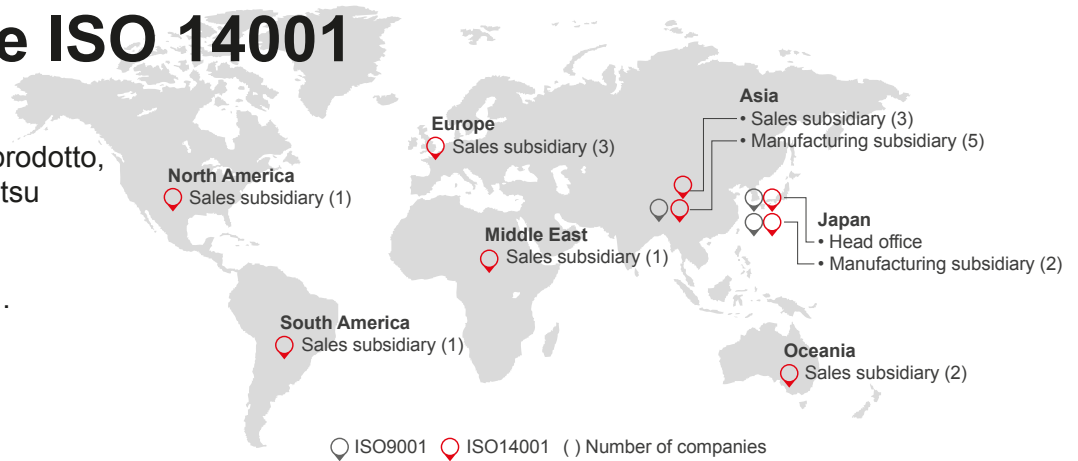 e ISO 14001
prodotto,
tsu
.
North America
Sales subsidiary (1)
Europe
Sales subsidiary (3)
Asia
• Sales subsidiary (3)
• Manufacturing subsidiary (5)
Middle East
Sales subsidiary (1)
Japan
• Head office
• Manufacturing subsidiary (2)
South America
Sales subsidiary (1)
Oceania
Sales subsidiary (2)
ISO9001 ISO14001 ( ) Number of companies